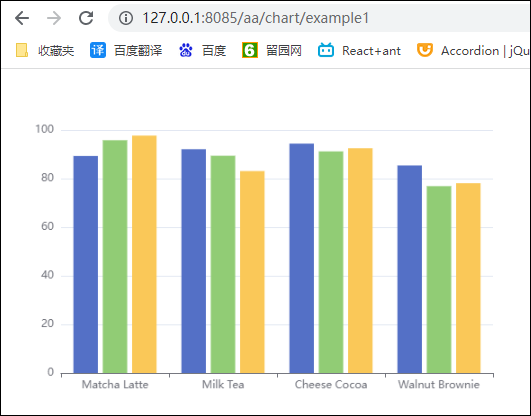 127.0.0.1:8085/aa/chart/example1
收藏夹 译 百度翻译 百度 6 留园网 React+ant Accordion | jQu
100
80
60
40
20
0
Matcha Latte Milk Tea Cheese Cocoa Walnut Brownie